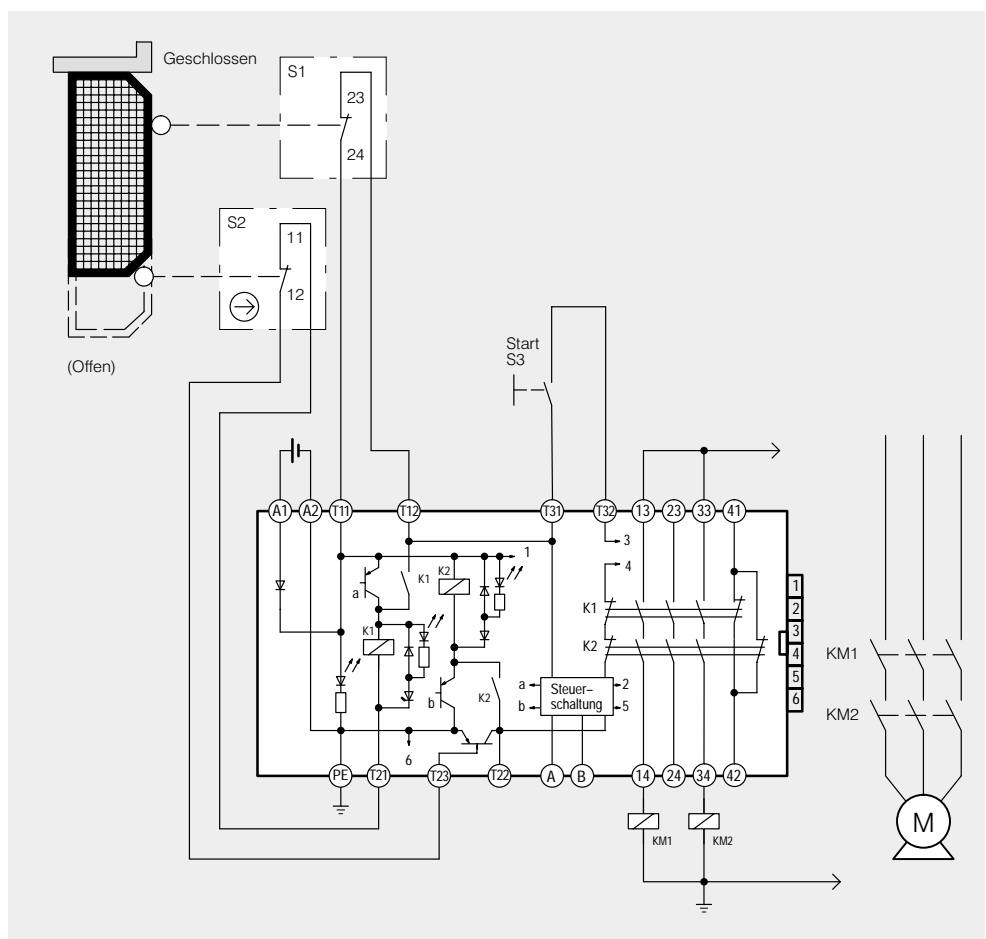 Geschlossen
S1
23
24
S2
11
12
(Offen)
Start
S3
A1 A2 T11 T12 T31 T32 13 23 33 41
1
3
4
a
K1
K2
K1
K2
K1
b
K2
6
a
b
Steuer–
schaltung
2
5
1
2
3
4
5
6
KM1
KM2
PE T21 T23 T22 A B 14 24 34 42
KM1
KM2
M